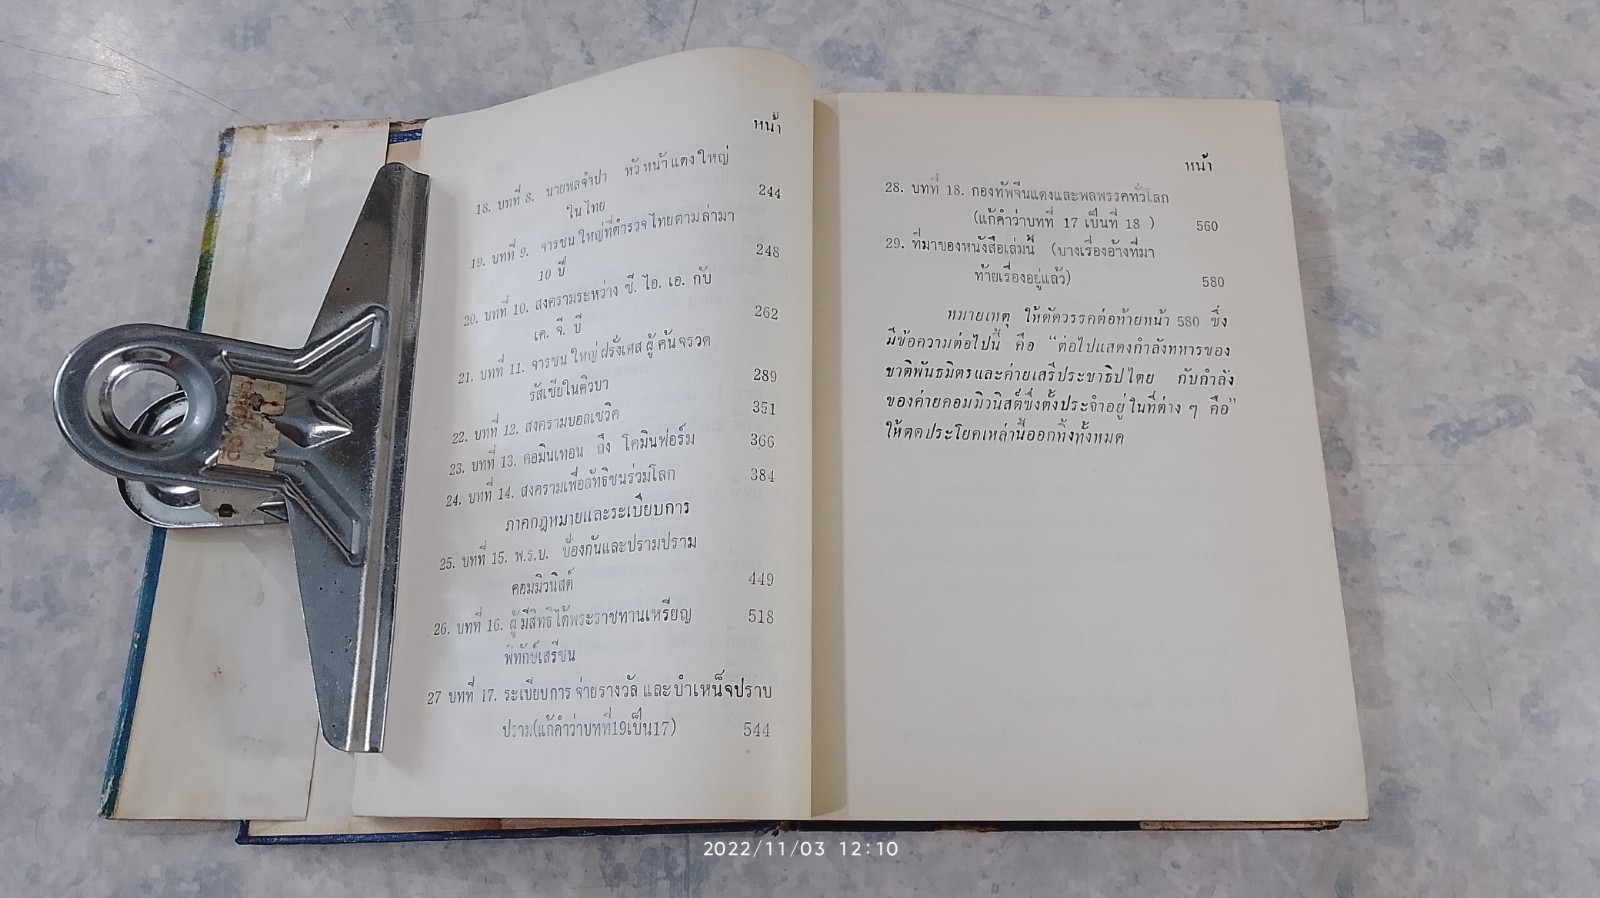 หน้า
18. บทที่ 8. นายพลจำปา หัวหน้าแดงใหญ่
ในไทย 244
19. บทที่ 9. จารชนใหญ่ที่ตำรวจไทยตามล่ามา
10 ปี 248
20. บทที่ 10. สงครามระหว่าง ซี. ไอ. เอ. กับ
เค. จี. บี 262
21. บทที่ 11. จารชนใหญ่ฝรั่งเศสผู้ค้นจรวด
รัสเซียในคิวบา 289
22. บทที่ 12. สงครามบอลเชวิค 351
23. บทที่ 13. คอมินเทอน ถึง โคมินฟอร์ม 366
24. บทที่ 14. สงครามเพื่อลัทธิชนร่วมโลก 384
ภาคกฎหมายและระเบียบการ
25. บทที่ 15. พ.ร.บ. ป้องกันและปรามปราม
คอมมิวนิสต์ 449
26. บทที่ 16. ผู้มีสิทธิได้พระราชทานเหรียญ 518
พิทักษ์เสรีชน
27 บทที่ 17. ระเบียบการจ่ายรางวัลและบำเหน็จปราบ
ปราม(แก้คำว่าบทที่19เป็น17) 544
หน้า
28. บทที่ 18. กองทัพจีนแดงและพลพรรคทั่วโลก
(แก้คำว่าบทที่ 17 เป็นที่ 18 ) 560
29. ที่มาของหนังสือเล่มนี้ (บางเรื่องอ้างที่มา
ท้ายเรื่องอยู่แล้ว) 580
หมายเหตุ ให้ตัดวรรคต่อท้ายหน้า 580 ซึ่ง
มีข้อความต่อไปนี้ คือ "ต่อไปแสดงกำลังทหารของ
ชาติพันธมิตรและค่ายเสรีประชาธิปไตย กับกำลัง
ของค่ายคอมมิวนิสต์ซึ่งตั้งประจำอยู่ในที่ต่าง ๆ คือ"
ให้ตัดประโยคเหล่านี้ออกทิ้งทั้งหมด
2022/11/03 12:10